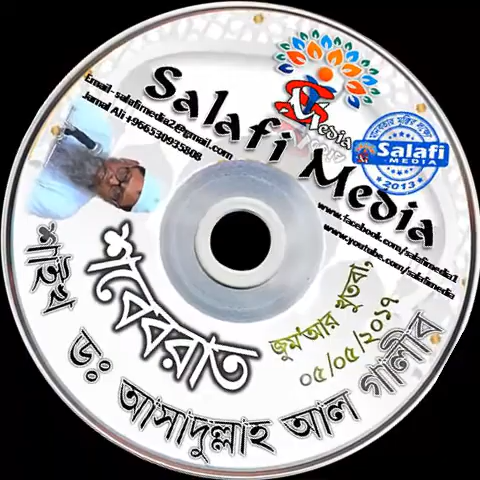 Salafi Media
Email- salafimedia2@gmail.com
Jamal Ali +966530935808
Media
Salafi
MEDIA
2013
www.facebook.com/salafimedia1
www.youtube.com/salafimedia
শবেবরাত
জুম'আর খুতবা,
০৫/০৫/২০১৭
শাইখ ডঃ আসাদুল্লাহ আল গালীব